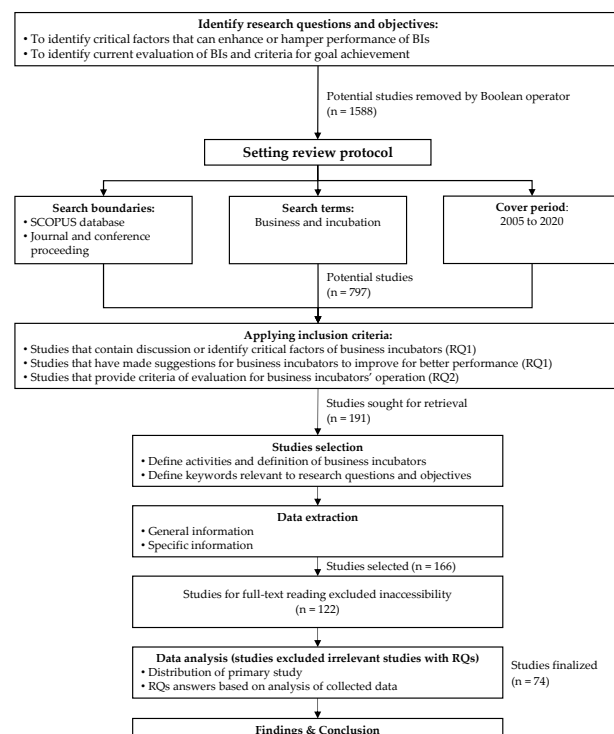 Identify research questions and objectives:
• To identify critical factors that can enhance or hamper performance of BIs
• To identify current evaluation of BIs and criteria for goal achievement
Potential studies removed by Boolean operator
(n = 1588)
Setting review protocol
Search boundaries:
• SCOPUS database
• Journal and conference
proceeding
Search terms:
Business and incubation
Cover period:
2005 to 2020
Potential studies
(n = 797)
Applying inclusion criteria:
• Studies that contain discussion or identify critical factors of business incubators (RQ1)
• Studies that have made suggestions for business incubators to improve for better performance (RQ1)
• Studies that provide criteria of evaluation for business incubators' operation (RQ2)
Studies sought for retrieval
(n = 191)
Studies selection
• Define activities and definition of business incubators
• Define keywords relevant to research questions and objectives
Data extraction
• General information
• Specific information
Studies selected (n = 166)
Studies for full-text reading excluded inaccessibility
(n = 122)
Data analysis (studies excluded irrelevant studies with RQs)
• Distribution of primary study
• RQs answers based on analysis of collected data
Studies finalized
(n = 74)
Findings & Conclusion